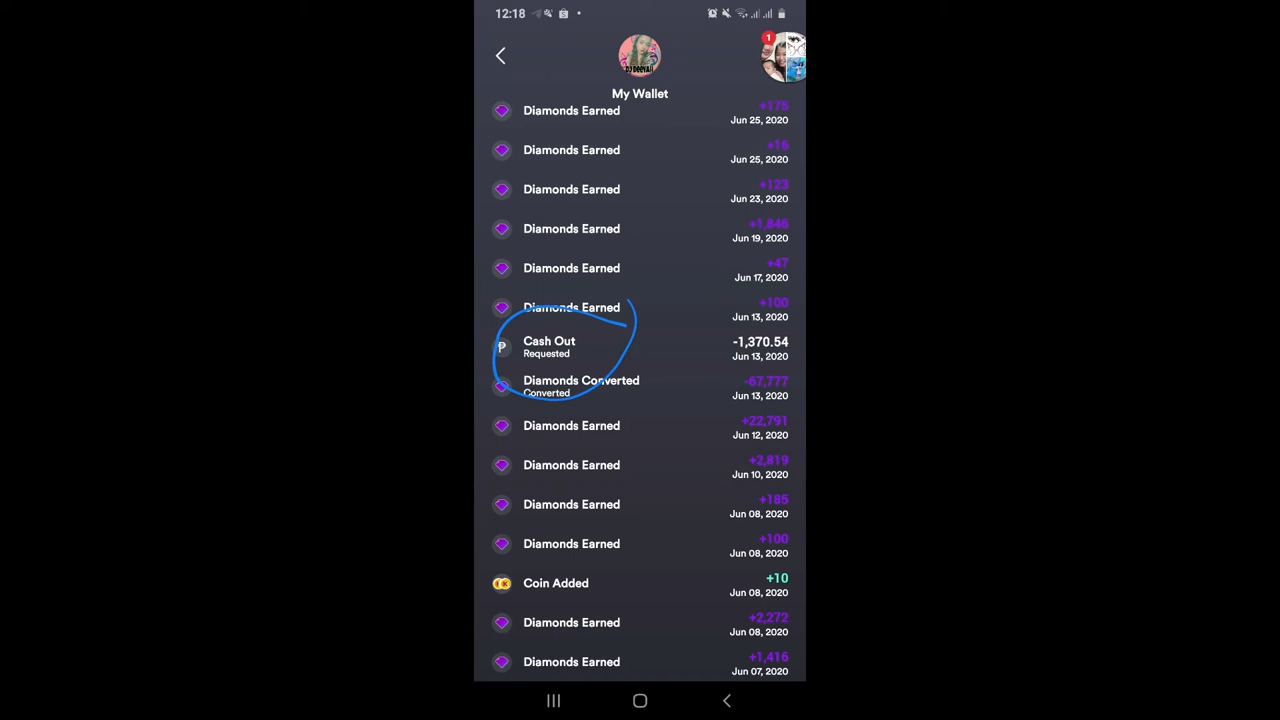 12:18
1
My Wallet
Diamonds Earned +175
Jun 25, 2020
Diamonds Earned +16
Jun 25, 2020
Diamonds Earned +123
Jun 23, 2020
Diamonds Earned +1,846
Jun 19, 2020
Diamonds Earned +47
Jun 17, 2020
Diamonds Earned +100
Jun 13, 2020
Cash Out -1,370.54
Requested Jun 13, 2020
Diamonds Converted -67,777
Converted Jun 13, 2020
Diamonds Earned +22,791
Jun 12, 2020
Diamonds Earned +2,819
Jun 10, 2020
Diamonds Earned +185
Jun 08, 2020
Diamonds Earned +100
Jun 08, 2020
Coin Added +10
Jun 08, 2020
Diamonds Earned +2,272
Jun 08, 2020
Diamonds Earned +1,416
Jun 07, 2020